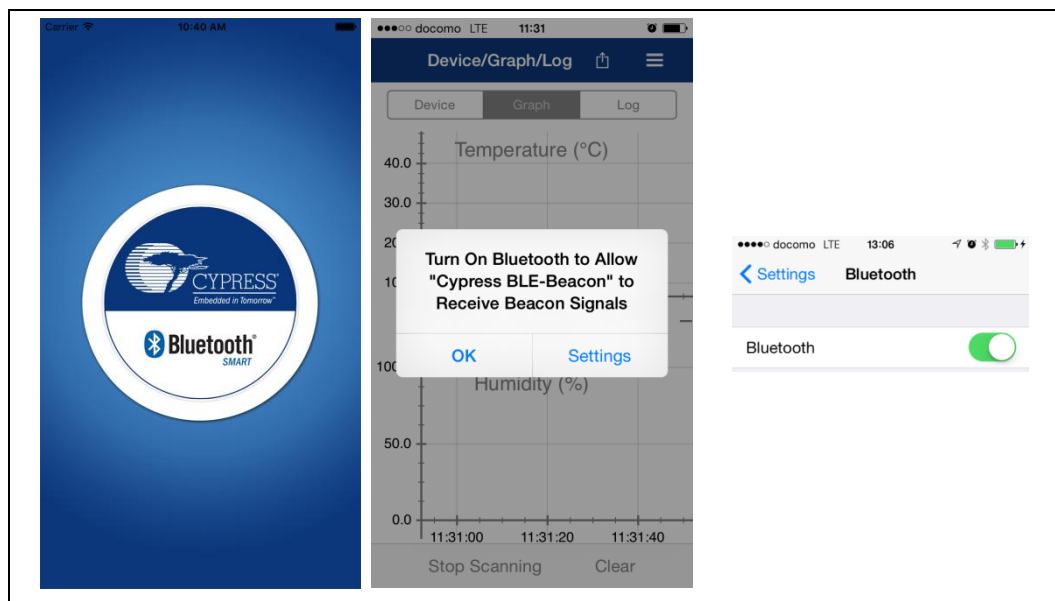 Carrier 10:40 AM
CYPRESS
Embedded in Tomorrow™
Bluetooth®
SMART
docomo LTE 11:31
Device/Graph/Log
Device Graph Log
Temperature (°C)
40.0
30.0
20
10
Turn On Bluetooth to Allow
"Cypress BLE-Beacon" to
Receive Beacon Signals
OK Settings
100
Humidity (%)
50.0
0.0
11:31:00 11:31:20 11:31:40
Stop Scanning Clear
docomo LTE 13:06
Settings Bluetooth
Bluetooth